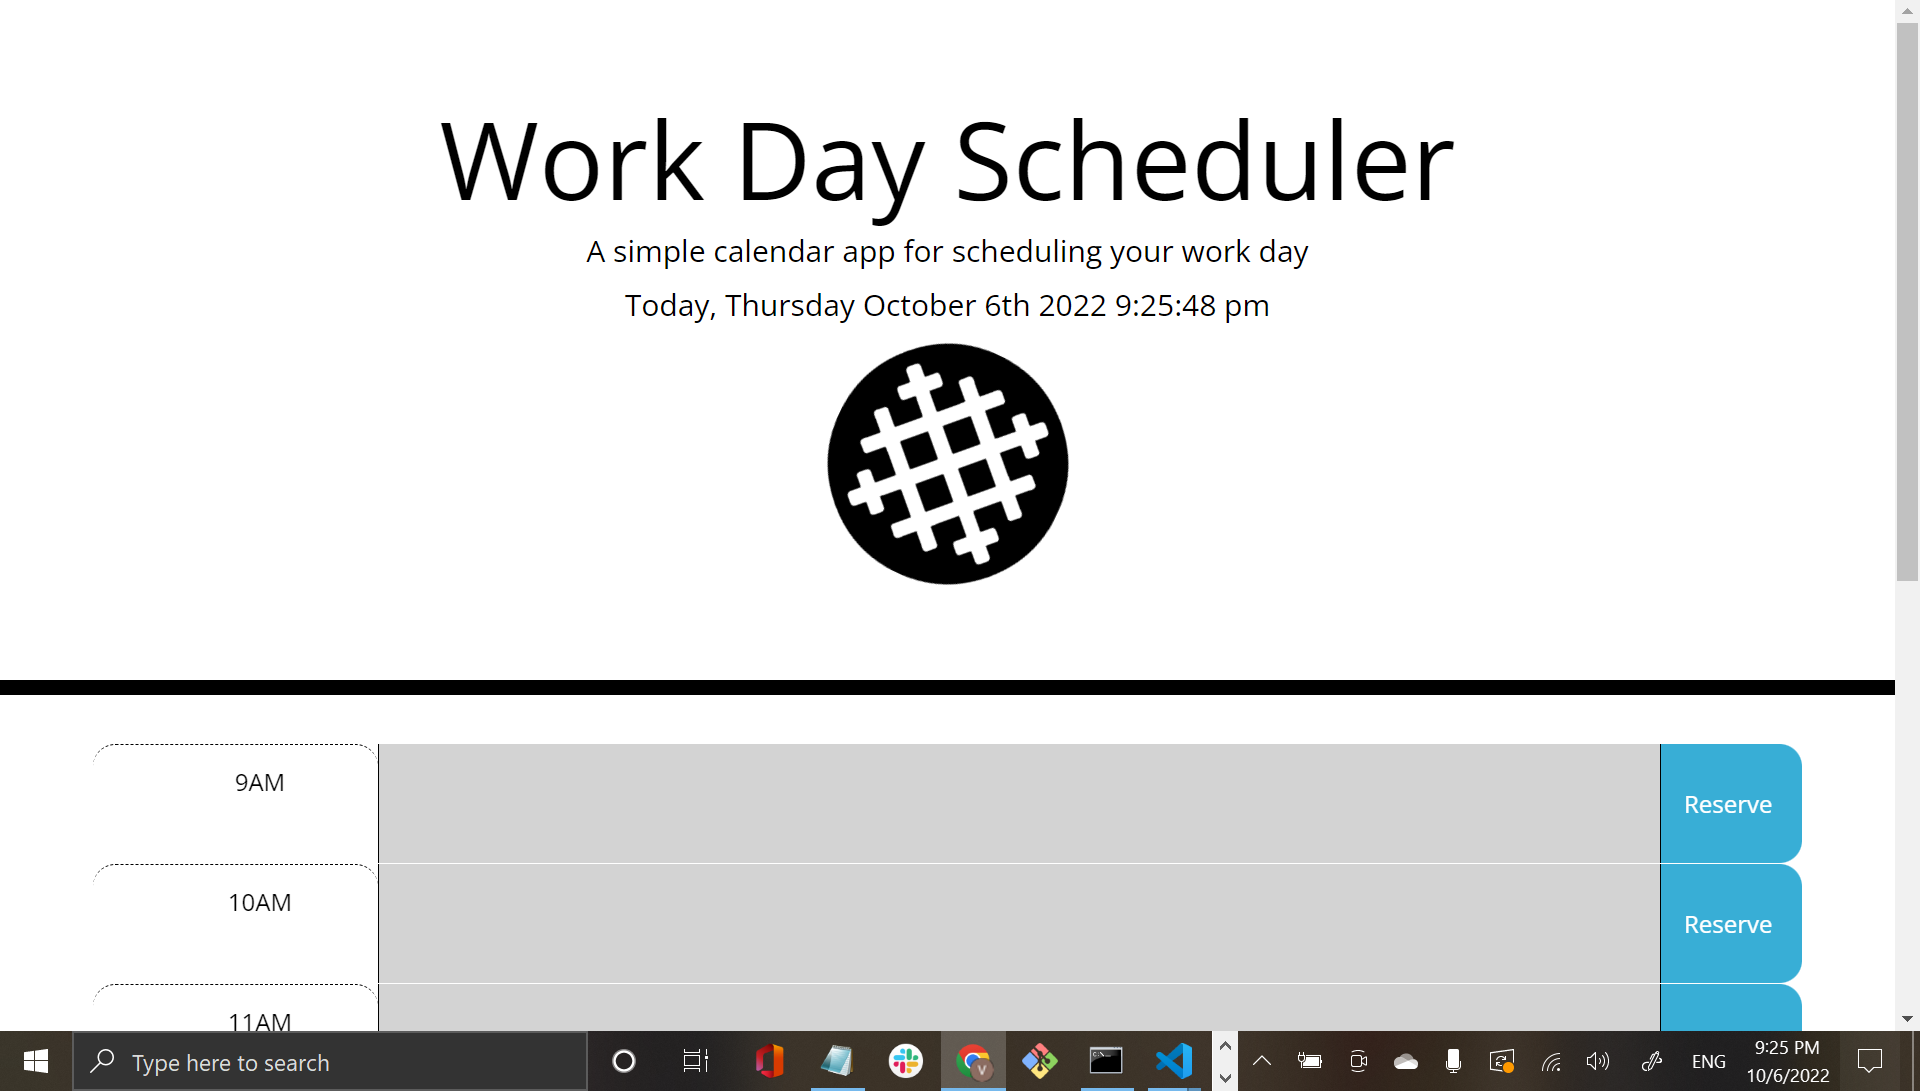 Work Day Scheduler
A simple calendar app for scheduling your work day
Today, Thursday October 6th 2022 9:25:48 pm
9AM
Reserve
10AM
Reserve
11AM
Type here to search
V
ENG
9:25 PM
10/6/2022